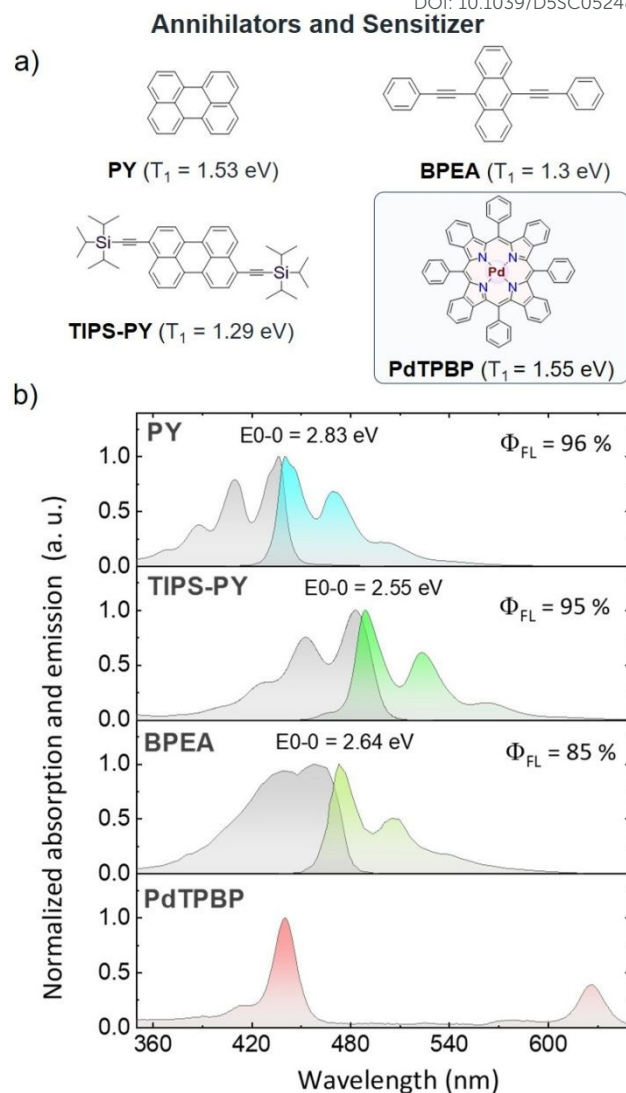 DOI: 10.1039/D5SC05248
Annihilators and Sensitizer
a)
PY (T₁ = 1.53 eV)
BPEA (T₁ = 1.3 eV)
Si
Si
TIPS-PY (T₁ = 1.29 eV)
N
N
Pd
N
N
PdTPBP (T₁ = 1.55 eV)
b)
PY
E0-0 = 2.83 eV
Φ_FL = 96 %
1.0
0.5
0.0
TIPS-PY
E0-0 = 2.55 eV
Φ_FL = 95 %
1.0
0.5
0.0
BPEA
E0-0 = 2.64 eV
Φ_FL = 85 %
1.0
0.5
0.0
PdTPBP
1.0
0.5
0.0
Normalized absorption and emission (a. u.)
360 420 480 540 600
Wavelength (nm)